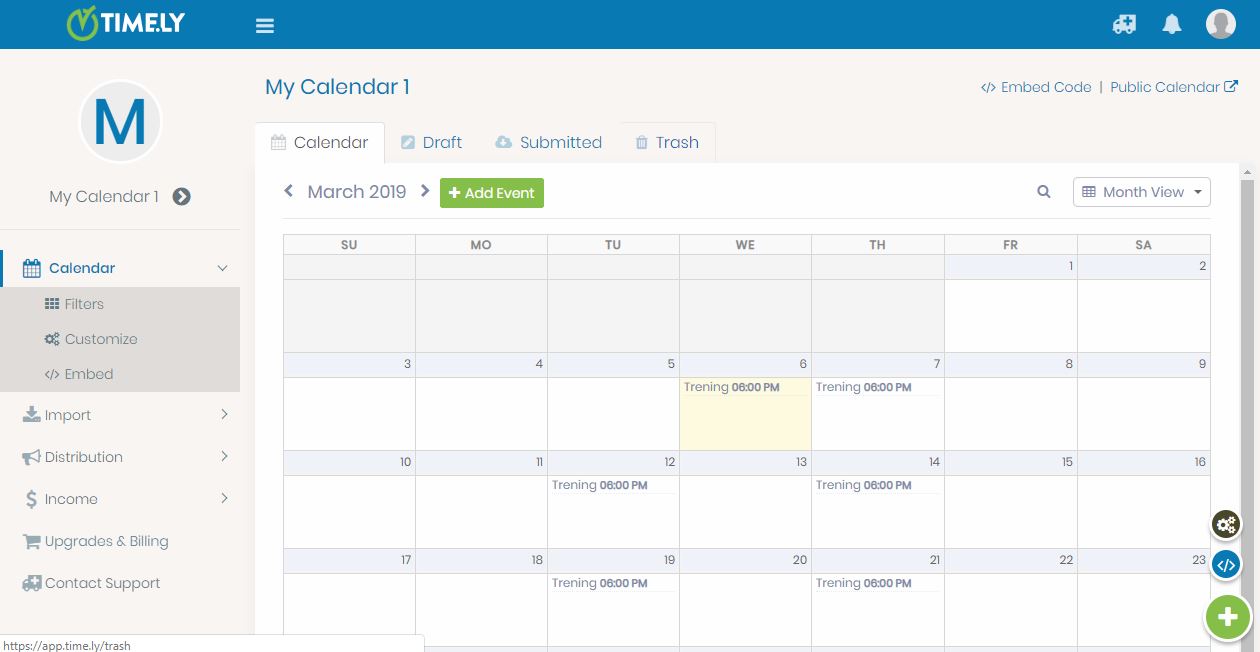 TIME.LY
My Calendar 1
</> Embed Code | Public Calendar
M
Calendar Draft Submitted Trash
My Calendar 1
March 2019 + Add Event Month View
SU MO TU WE TH FR SA
Calendar
1 2
Filters
Customize
3 4 5 6 7 8 9
Embed
Trening 06:00 PM Trening 06:00 PM
Import
Distribution
10 11 12 13 14 15 16
Trening 06:00 PM Trening 06:00 PM
Income
Upgrades & Billing
17 18 19 20 21 22 23
Contact Support
Trening 06:00 PM Trening 06:00 PM
https://app.time.ly/trash